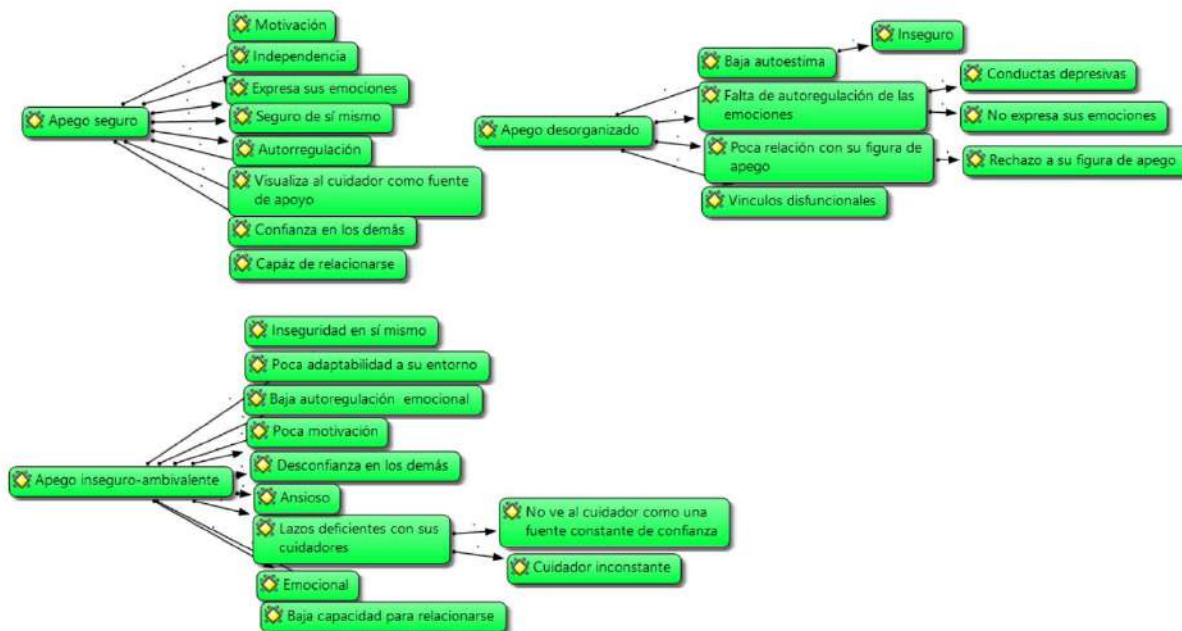 Apego seguro
Motivación
Independencia
Expresa sus emociones
Seguro de sí mismo
Autorregulación
Visualiza al cuidador como fuente
de apoyo
Confianza en los demás
Capáz de relacionarse
Apego desorganizado
Baja autoestima
Inseguro
Falta de autoregulación de las
emociones
Conductas depresivas
No expresa sus emociones
Poca relación con su figura de
apego
Rechazo a su figura de apego
Vinculos disfuncionales
Apego inseguro-ambivalente
Inseguridad en sí mismo
Poca adaptabilidad a su entorno
Baja autoregulación emocional
Poca motivación
Desconfianza en los demás
Ansioso
Lazos deficientes con sus
cuidadores
No ve al cuidador como una
fuente constante de confianza
Cuidador inconstante
Emocional
Baja capacidad para relacionarse